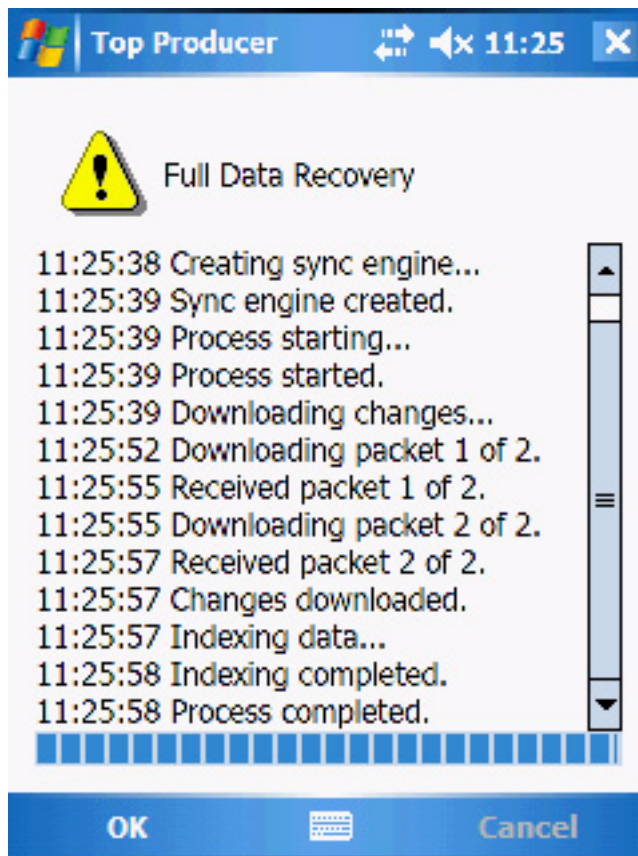 Top Producer 11:25
Full Data Recovery
11:25:38 Creating sync engine...
11:25:39 Sync engine created.
11:25:39 Process starting...
11:25:39 Process started.
11:25:39 Downloading changes...
11:25:52 Downloading packet 1 of 2.
11:25:55 Received packet 1 of 2.
11:25:55 Downloading packet 2 of 2.
11:25:57 Received packet 2 of 2.
11:25:57 Changes downloaded.
11:25:57 Indexing data...
11:25:58 Indexing completed.
11:25:58 Process completed.
OK Cancel